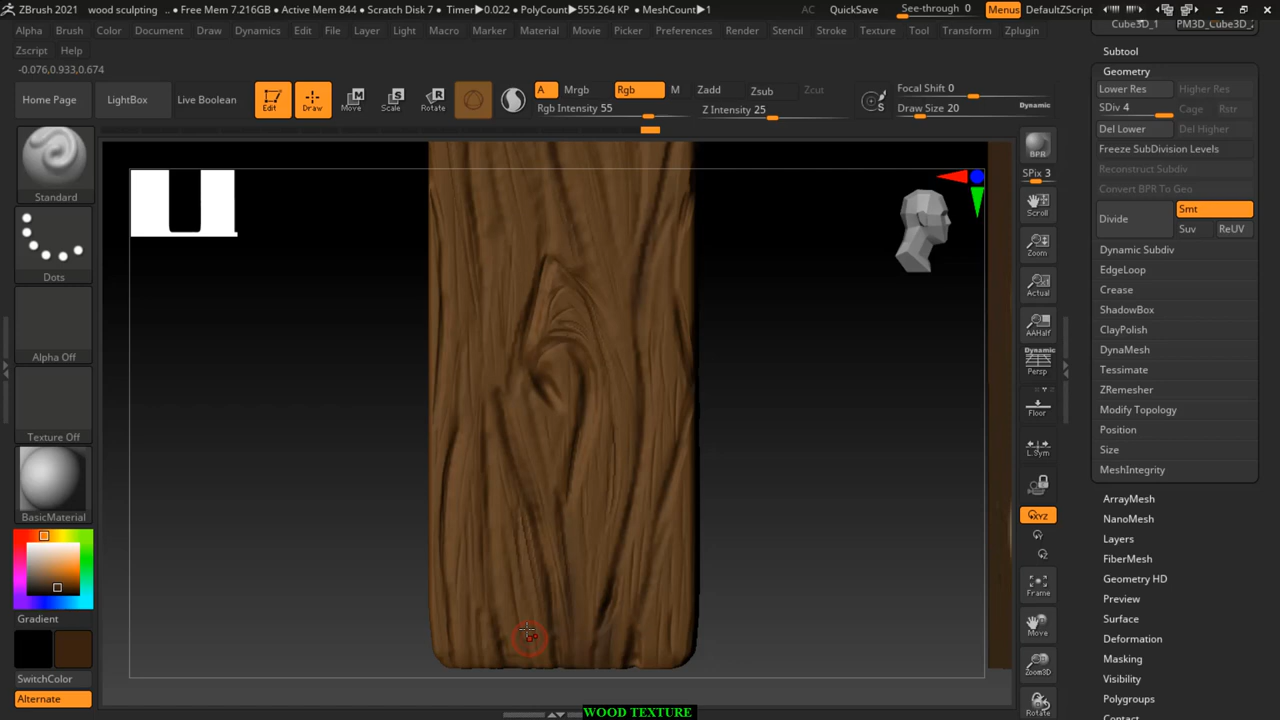 ZBrush 2021 wood sculpting .. • Free Mem 7.216GB • Active Mem 844 • Scratch Disk 7 • Timer▶0.022 • PolyCount▶555.264 KP • MeshCount▶1 AC QuickSave See-through 0 Menus DefaultZScript
Alpha Brush Color Document Draw Dynamics Edit File Layer Light Macro Marker Material Movie Picker Preferences Render Stencil Stroke Texture Tool Transform Zplugin
Zscript Help
-0.076,0.933,0.674
Home Page LightBox Live Boolean Edit Draw Move Scale Rotate
A Mrgb Rgb M Zadd Zsub Zcut
Rgb Intensity 55 Z Intensity 25
S Focal Shift 0
Draw Size 20 Dynamic
Standard
Dots
Alpha Off
Texture Off
BasicMaterial
Gradient
SwitchColor
Alternate
BPR
SPix 3
Scroll
Zoom
Actual
AAHalf
Dynamic
Persp
Floor
L.Sym
XYZ
Y
Z
Frame
Move
Zoom3D
Rotate
Cube3D_1 PM3D_Cube3D_2
Subtool
Geometry
Lower Res Higher Res
SDiv 4 Cage Rstr
Del Lower Del Higher
Freeze SubDivision Levels
Reconstruct Subdiv
Convert BPR To Geo
Divide Smt
Suv ReUV
Dynamic Subdiv
EdgeLoop
Crease
ShadowBox
ClayPolish
DynaMesh
Tessimate
ZRemesher
Modify Topology
Position
Size
MeshIntegrity
ArrayMesh
NanoMesh
Layers
FiberMesh
Geometry HD
Preview
Surface
Deformation
Masking
Visibility
Polygroups
Contact
WOOD TEXTURE